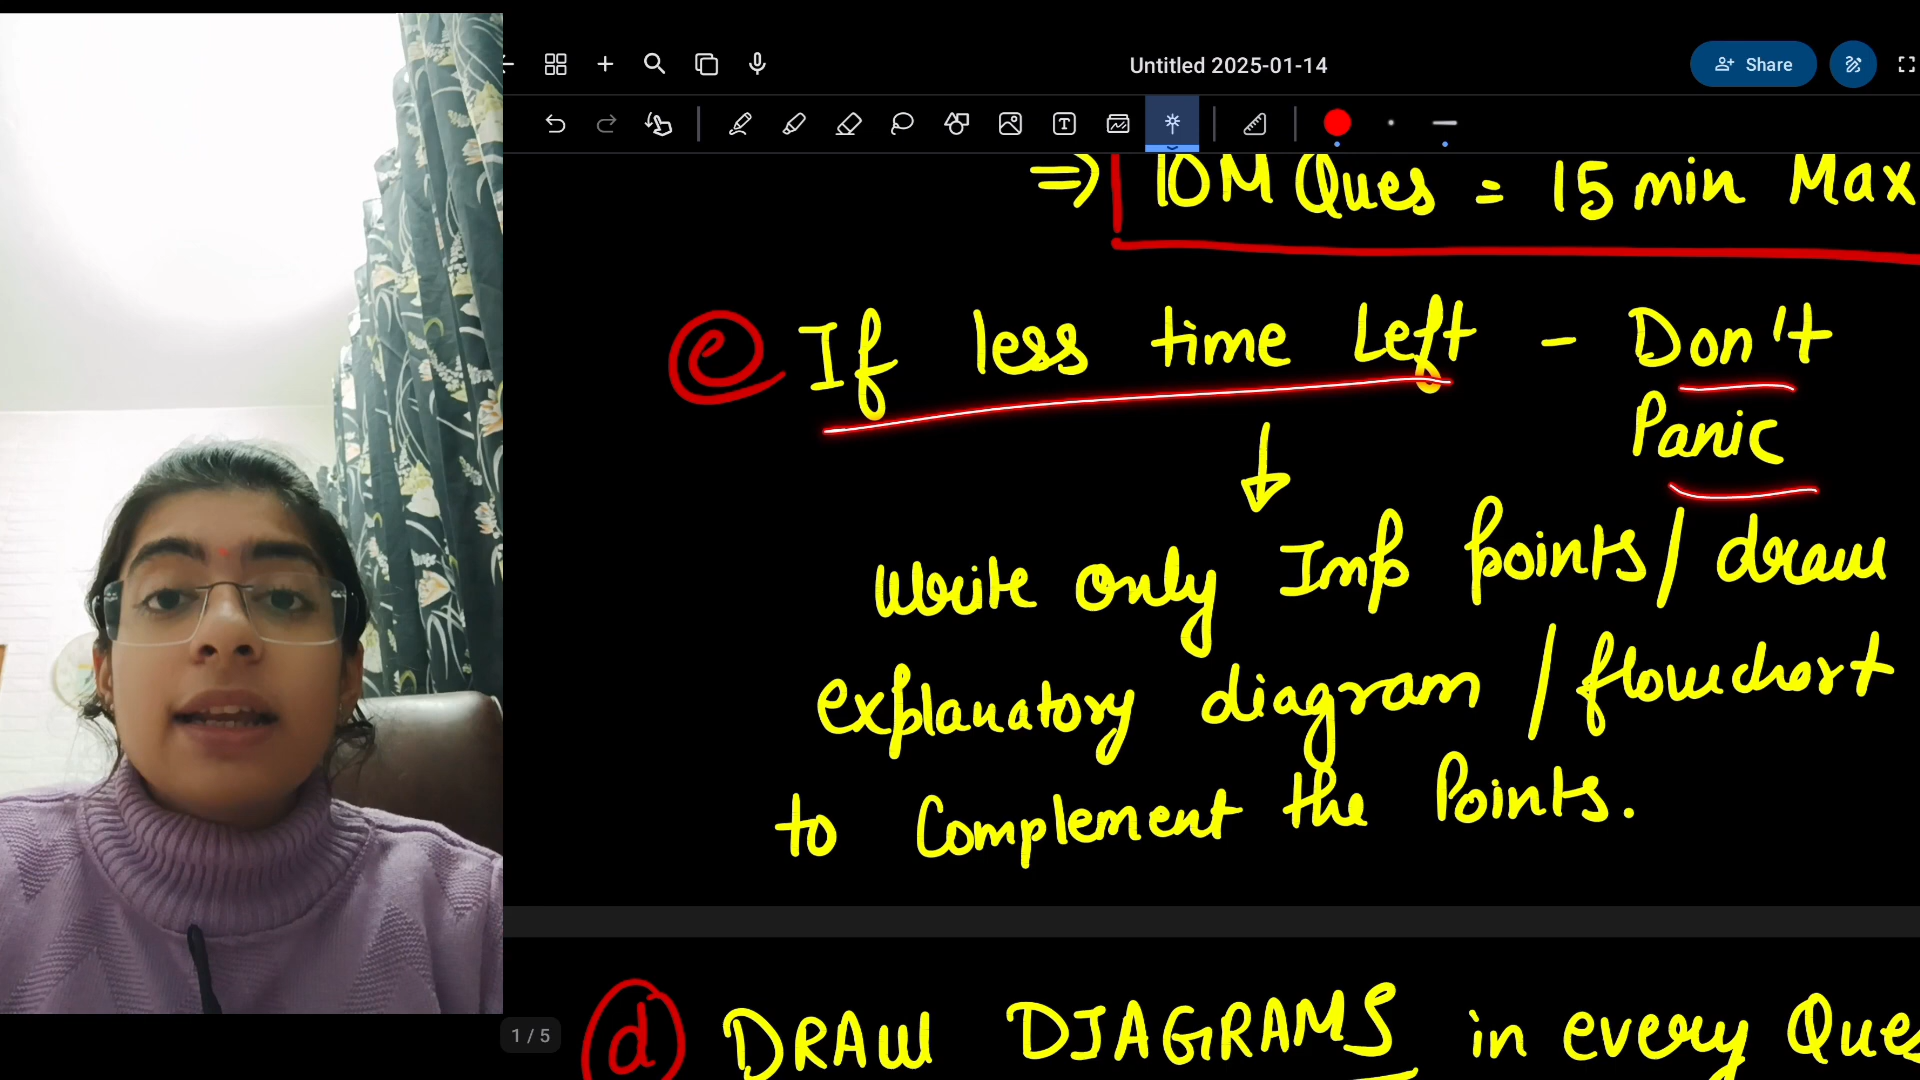 Untitled 2025-01-14
Share
⇒ 10M Ques = 15 min Max
e If less time Left - Don't
Panic
↓
Write only Imp points / draw
explanatory diagram / flowchart
to Complement the Points.
1 / 5
d DRAW DIAGRAMS in every Ques